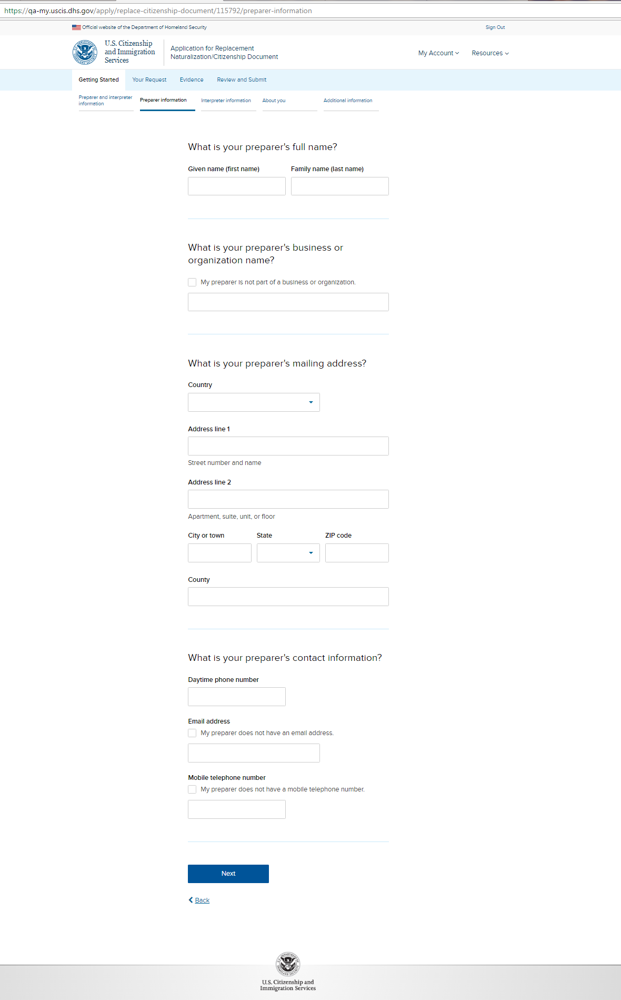 https://qa-my.uscis.dhs.gov/apply/replace-citizenship-document/115792/preparer-information
Official website of the Department of Homeland Security
Sign Out
U.S. Citizenship
and Immigration
Services
Application for Replacement
Naturalization/Citizenship Document
My Account
Resources
Getting Started
Your Request
Evidence
Review and Submit
Preparer and interpreter
information
Preparer information
Interpreter information
About you
Additional information
What is your preparer's full name?
Given name (first name)
Family name (last name)
What is your preparer's business or
organization name?
My preparer is not part of a business or organization.
What is your preparer's mailing address?
Country
Address line 1
Street number and name
Address line 2
Apartment, suite, unit, or floor
City or town
State
ZIP code
County
What is your preparer's contact information?
Daytime phone number
Email address
My preparer does not have an email address.
Mobile telephone number
My preparer does not have a mobile telephone number.
Next
Back
U.S. Citizenship and
Immigration Services